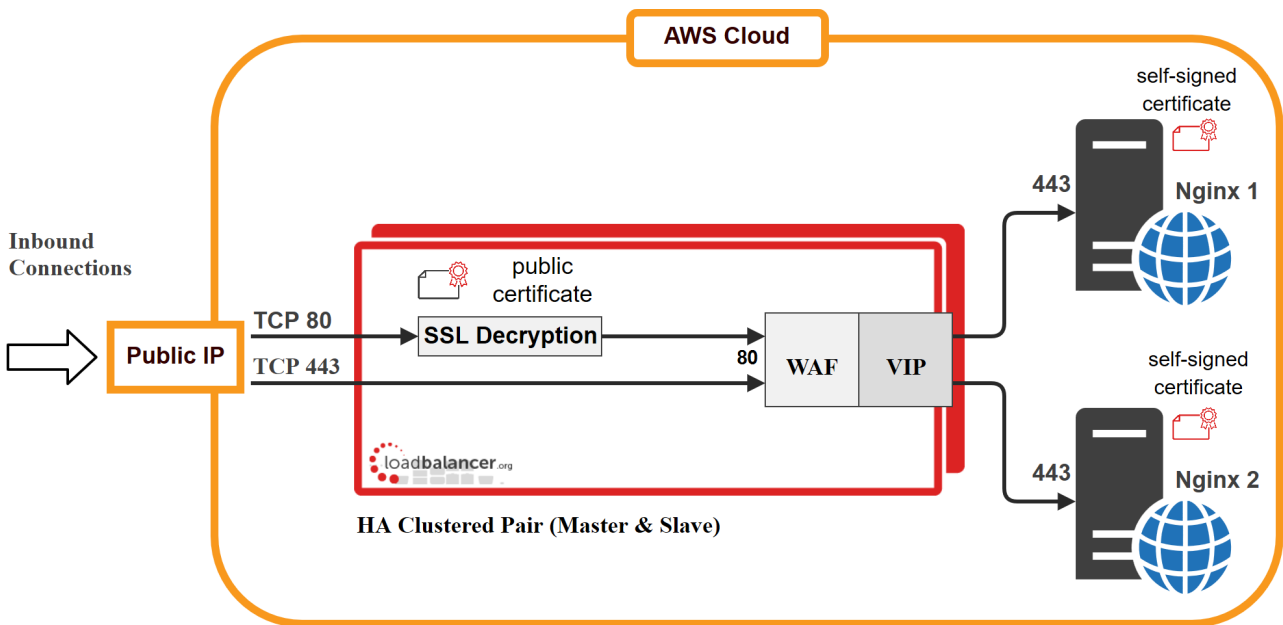 AWS Cloud
self-signed
certificate
443
Nginx 1
Inbound
Connections
public
certificate
TCP 80
SSL Decryption
Public IP
TCP 443
80
WAF
VIP
self-signed
certificate
loadbalancer.org
443
Nginx 2
HA Clustered Pair (Master & Slave)